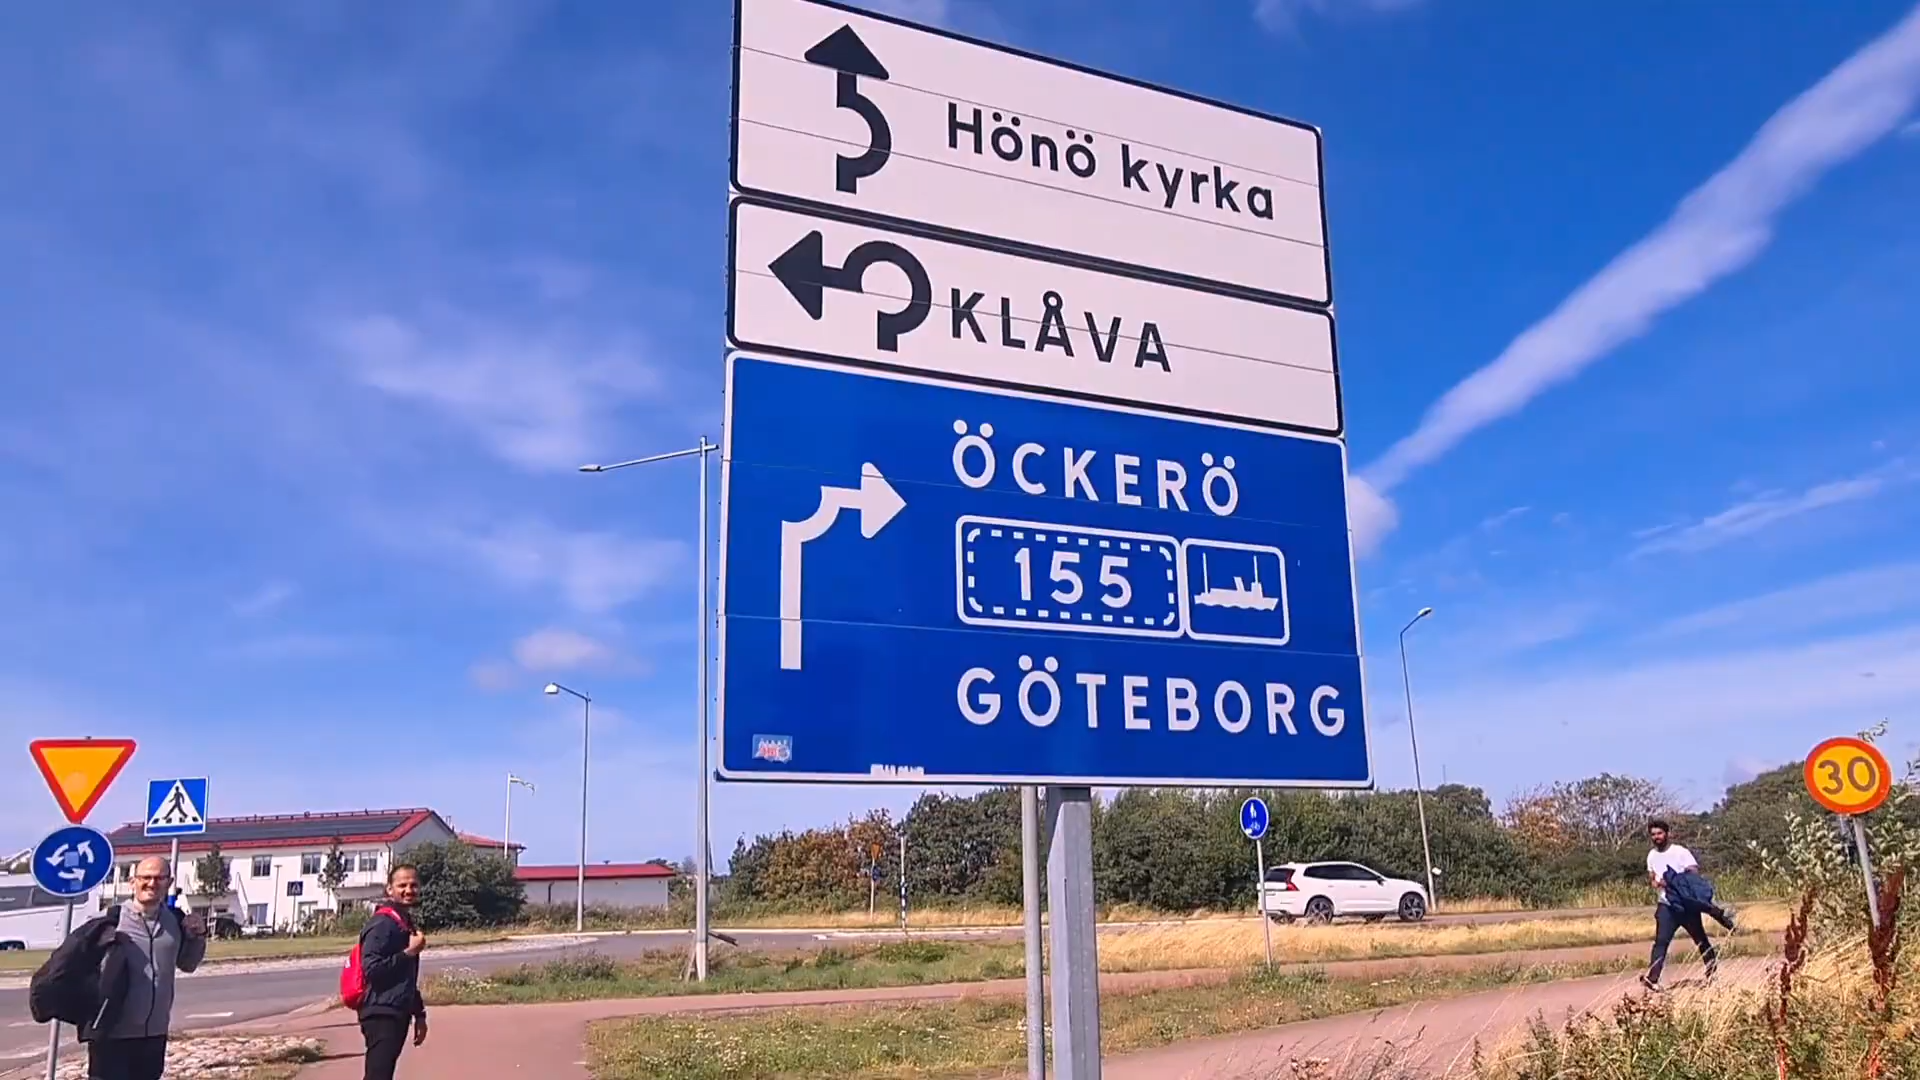 Hönö kyrka
KLÅVA
ÖCKERÖ
155
GÖTEBORG
30